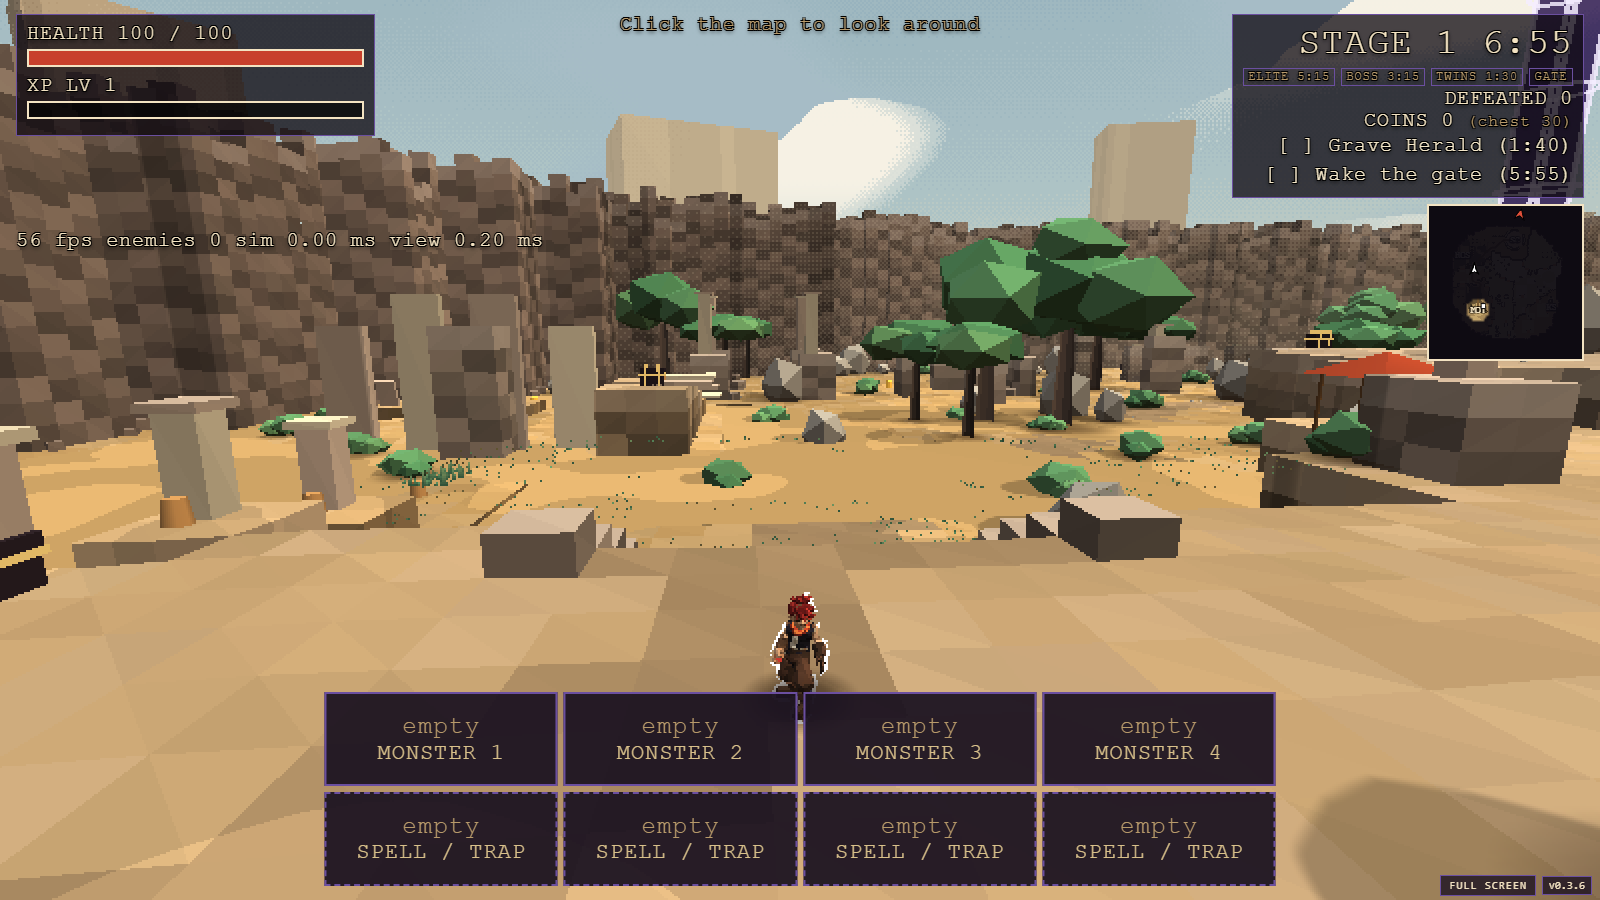 HEALTH 100 / 100
XP LV 1
Click the map to look around
STAGE 1 6:55
ELITE 5:15 BOSS 3:15 TWINS 1:30 GATE
DEFEATED 0
COINS 0 (chest 30)
[ ] Grave Herald (1:40)
[ ] Wake the gate (5:55)
56 fps enemies 0 sim 0.00 ms view 0.20 ms
empty
MONSTER 1
empty
MONSTER 2
empty
MONSTER 3
empty
MONSTER 4
empty
SPELL / TRAP
empty
SPELL / TRAP
empty
SPELL / TRAP
empty
SPELL / TRAP
FULL SCREEN
v0.3.6